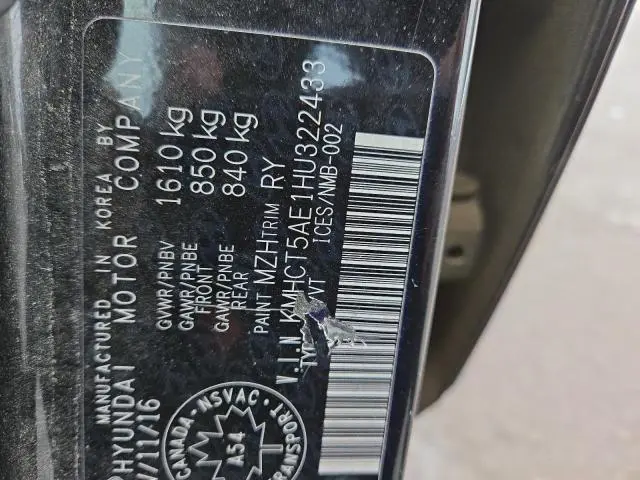 MANUFACTURED IN KOREA BY
HYUNDAI MOTOR COMPANY
/11/16
GVWR/PNBV 1610 kg
GAWR/PNBE FRONT 850 kg
GAWR/PNBE REAR 840 kg
PAINT MZH TRIM RY
V.I.N KMHCT5AE1HU322433
VT ICES/NMB-002
CANADA-NSVAC
A54
TRANSPORT